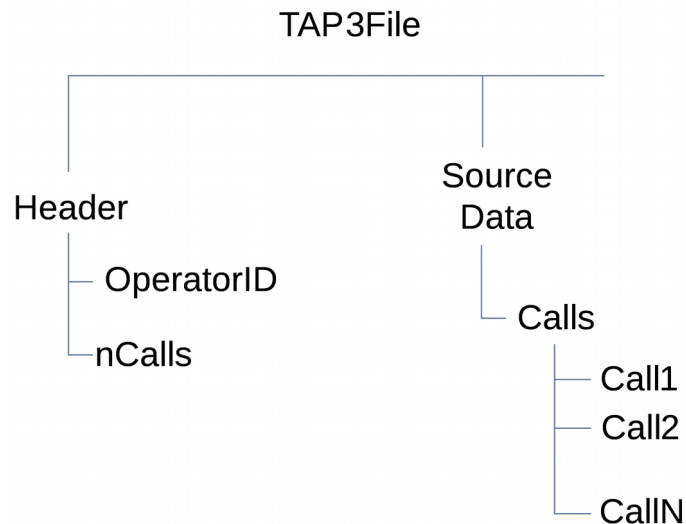 TAP3File
Header
OperatorID
nCalls
Source
Data
Calls
Call1
Call2
CallN